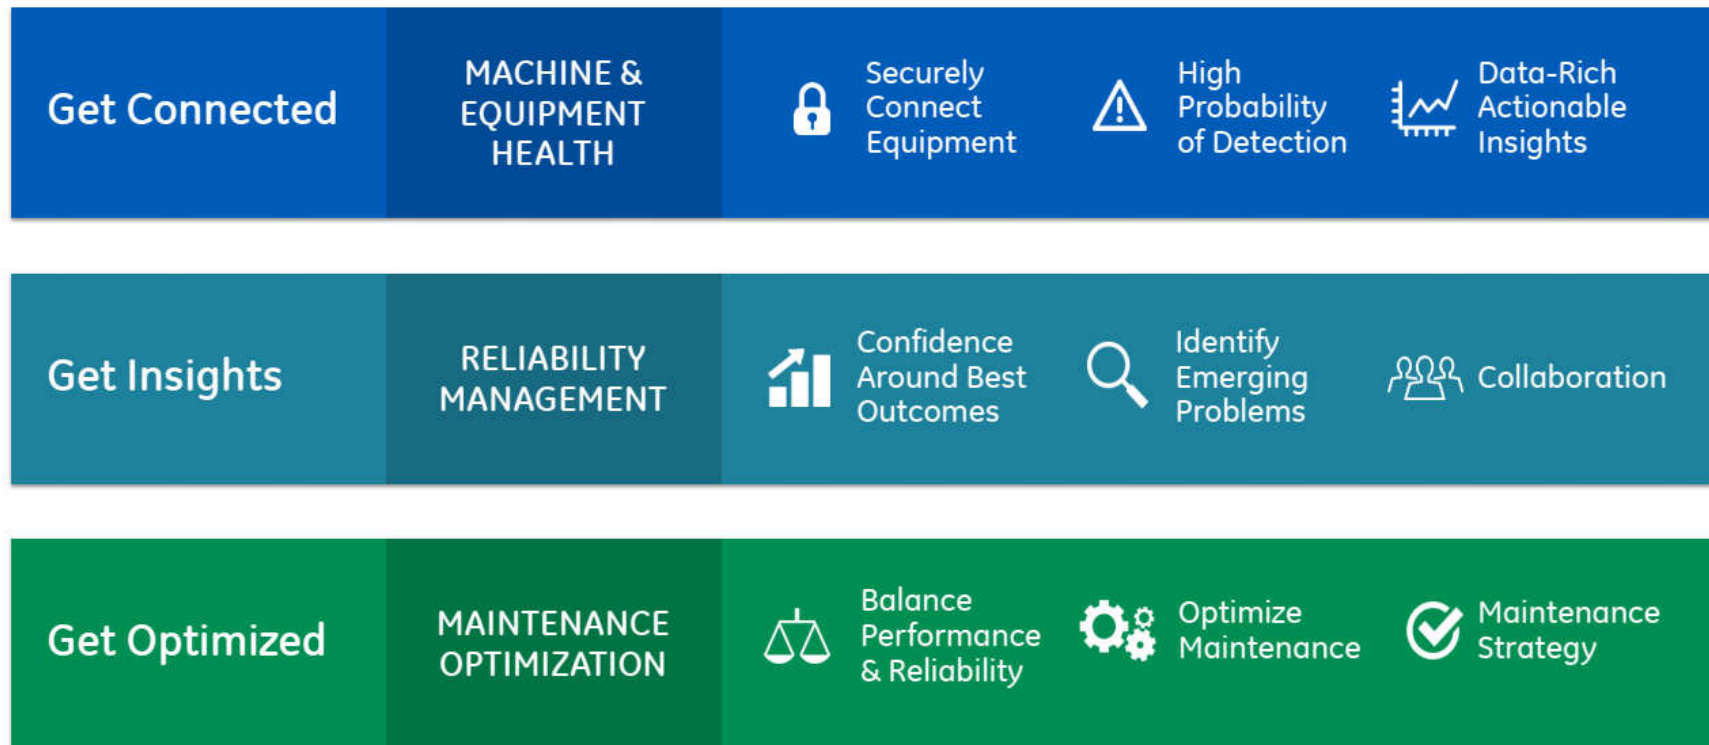 Get Connected
MACHINE &
EQUIPMENT
HEALTH
Securely
Connect
Equipment
High
Probability
of Detection
Data-Rich
Actionable
Insights
Get Insights
RELIABILITY
MANAGEMENT
Confidence
Around Best
Outcomes
Identify
Emerging
Problems
Collaboration
Get Optimized
MAINTENANCE
OPTIMIZATION
Balance
Performance
& Reliability
Optimize
Maintenance
Maintenance
Strategy